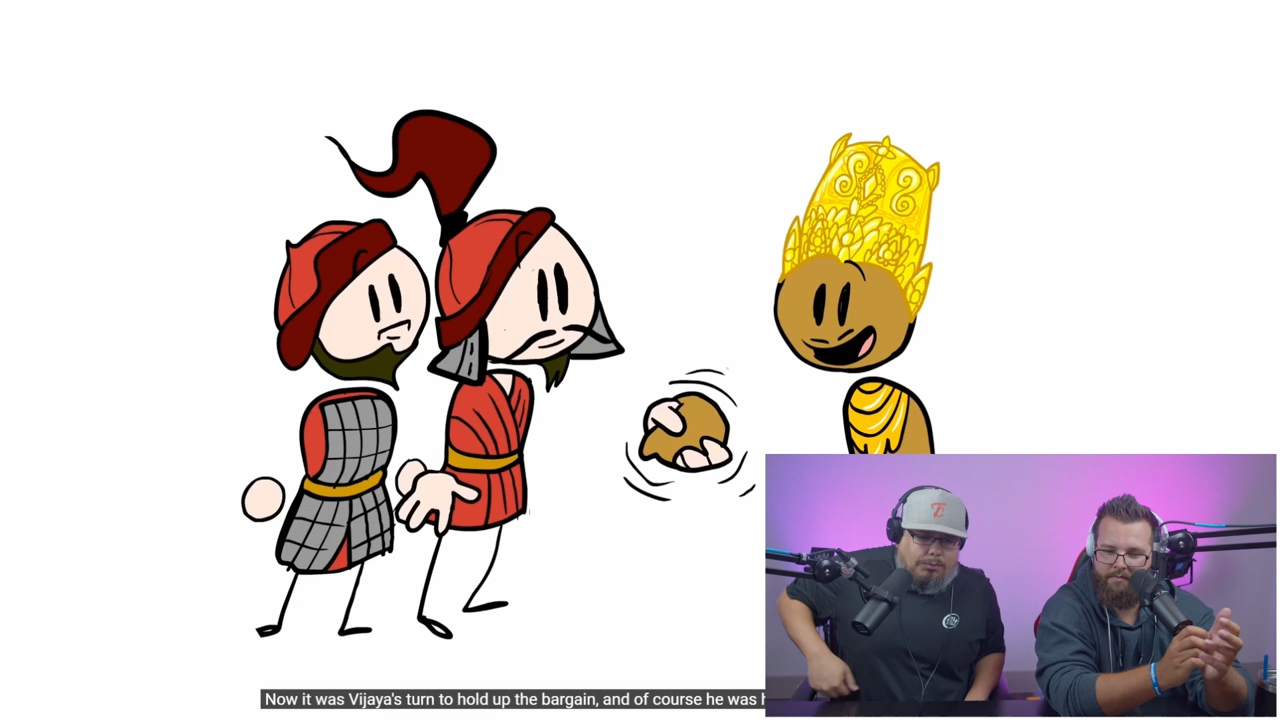 Now it was Vijaya's turn to hold up the bargain, and of course he was